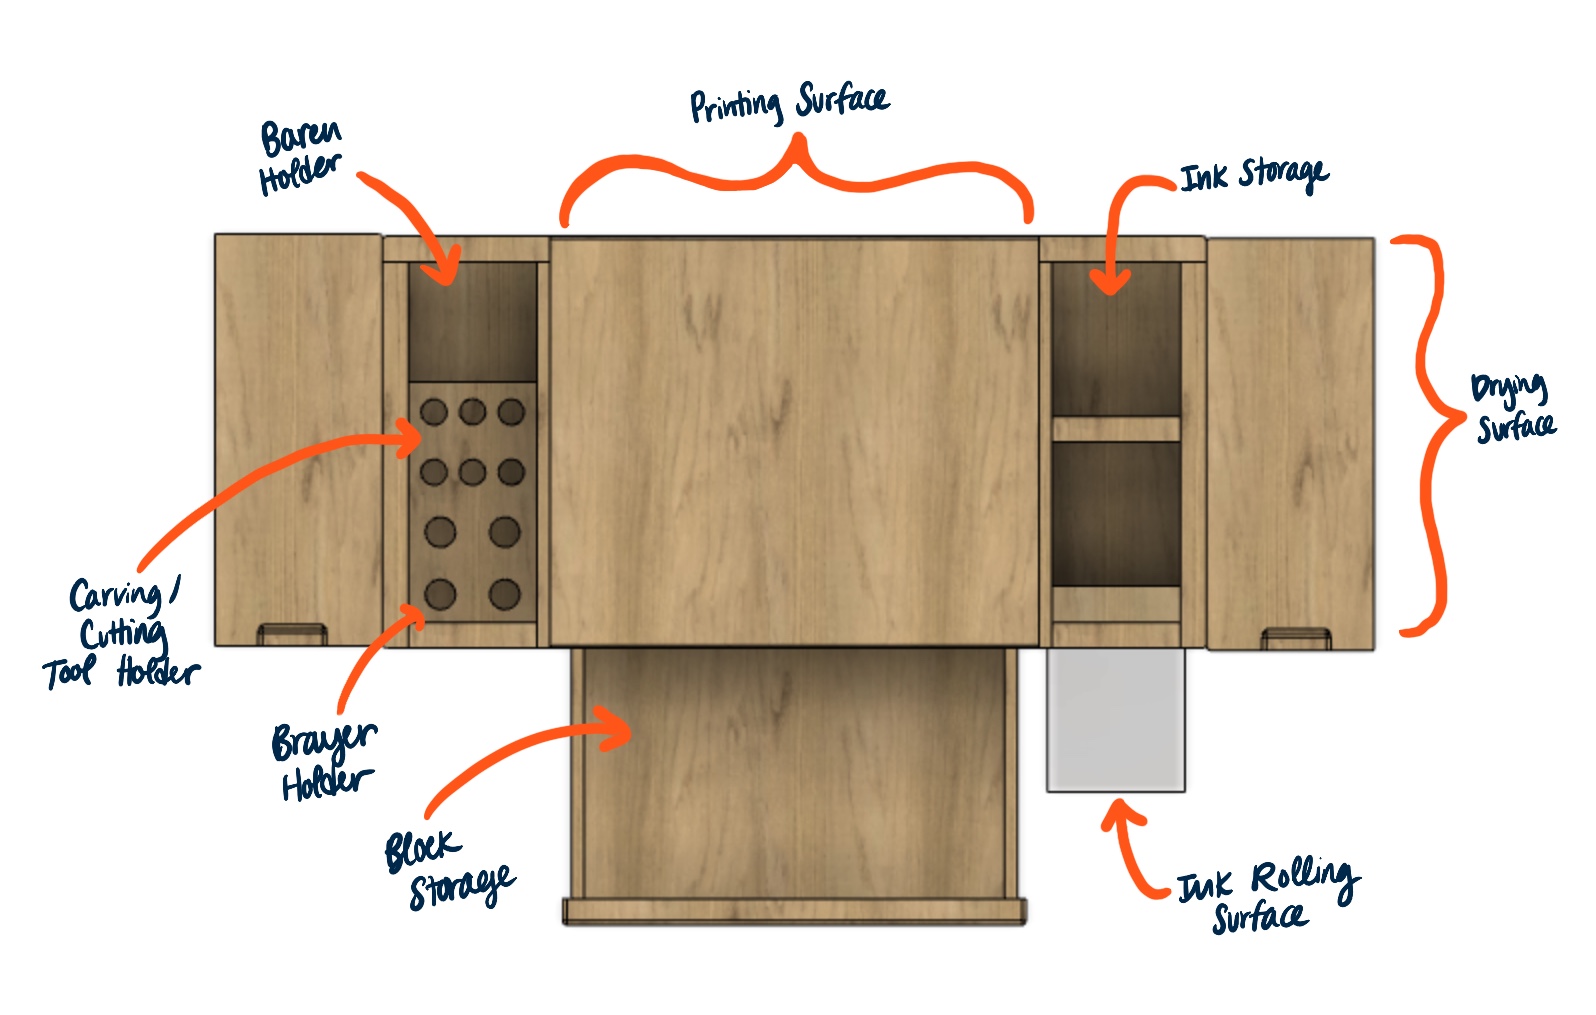 Printing Surface
Baren
Holder
Ink Storage
Drying
Surface
Carving/
Cutting
Tool Holder
Brayer
Holder
Block
Storage
Ink Rolling
Surface